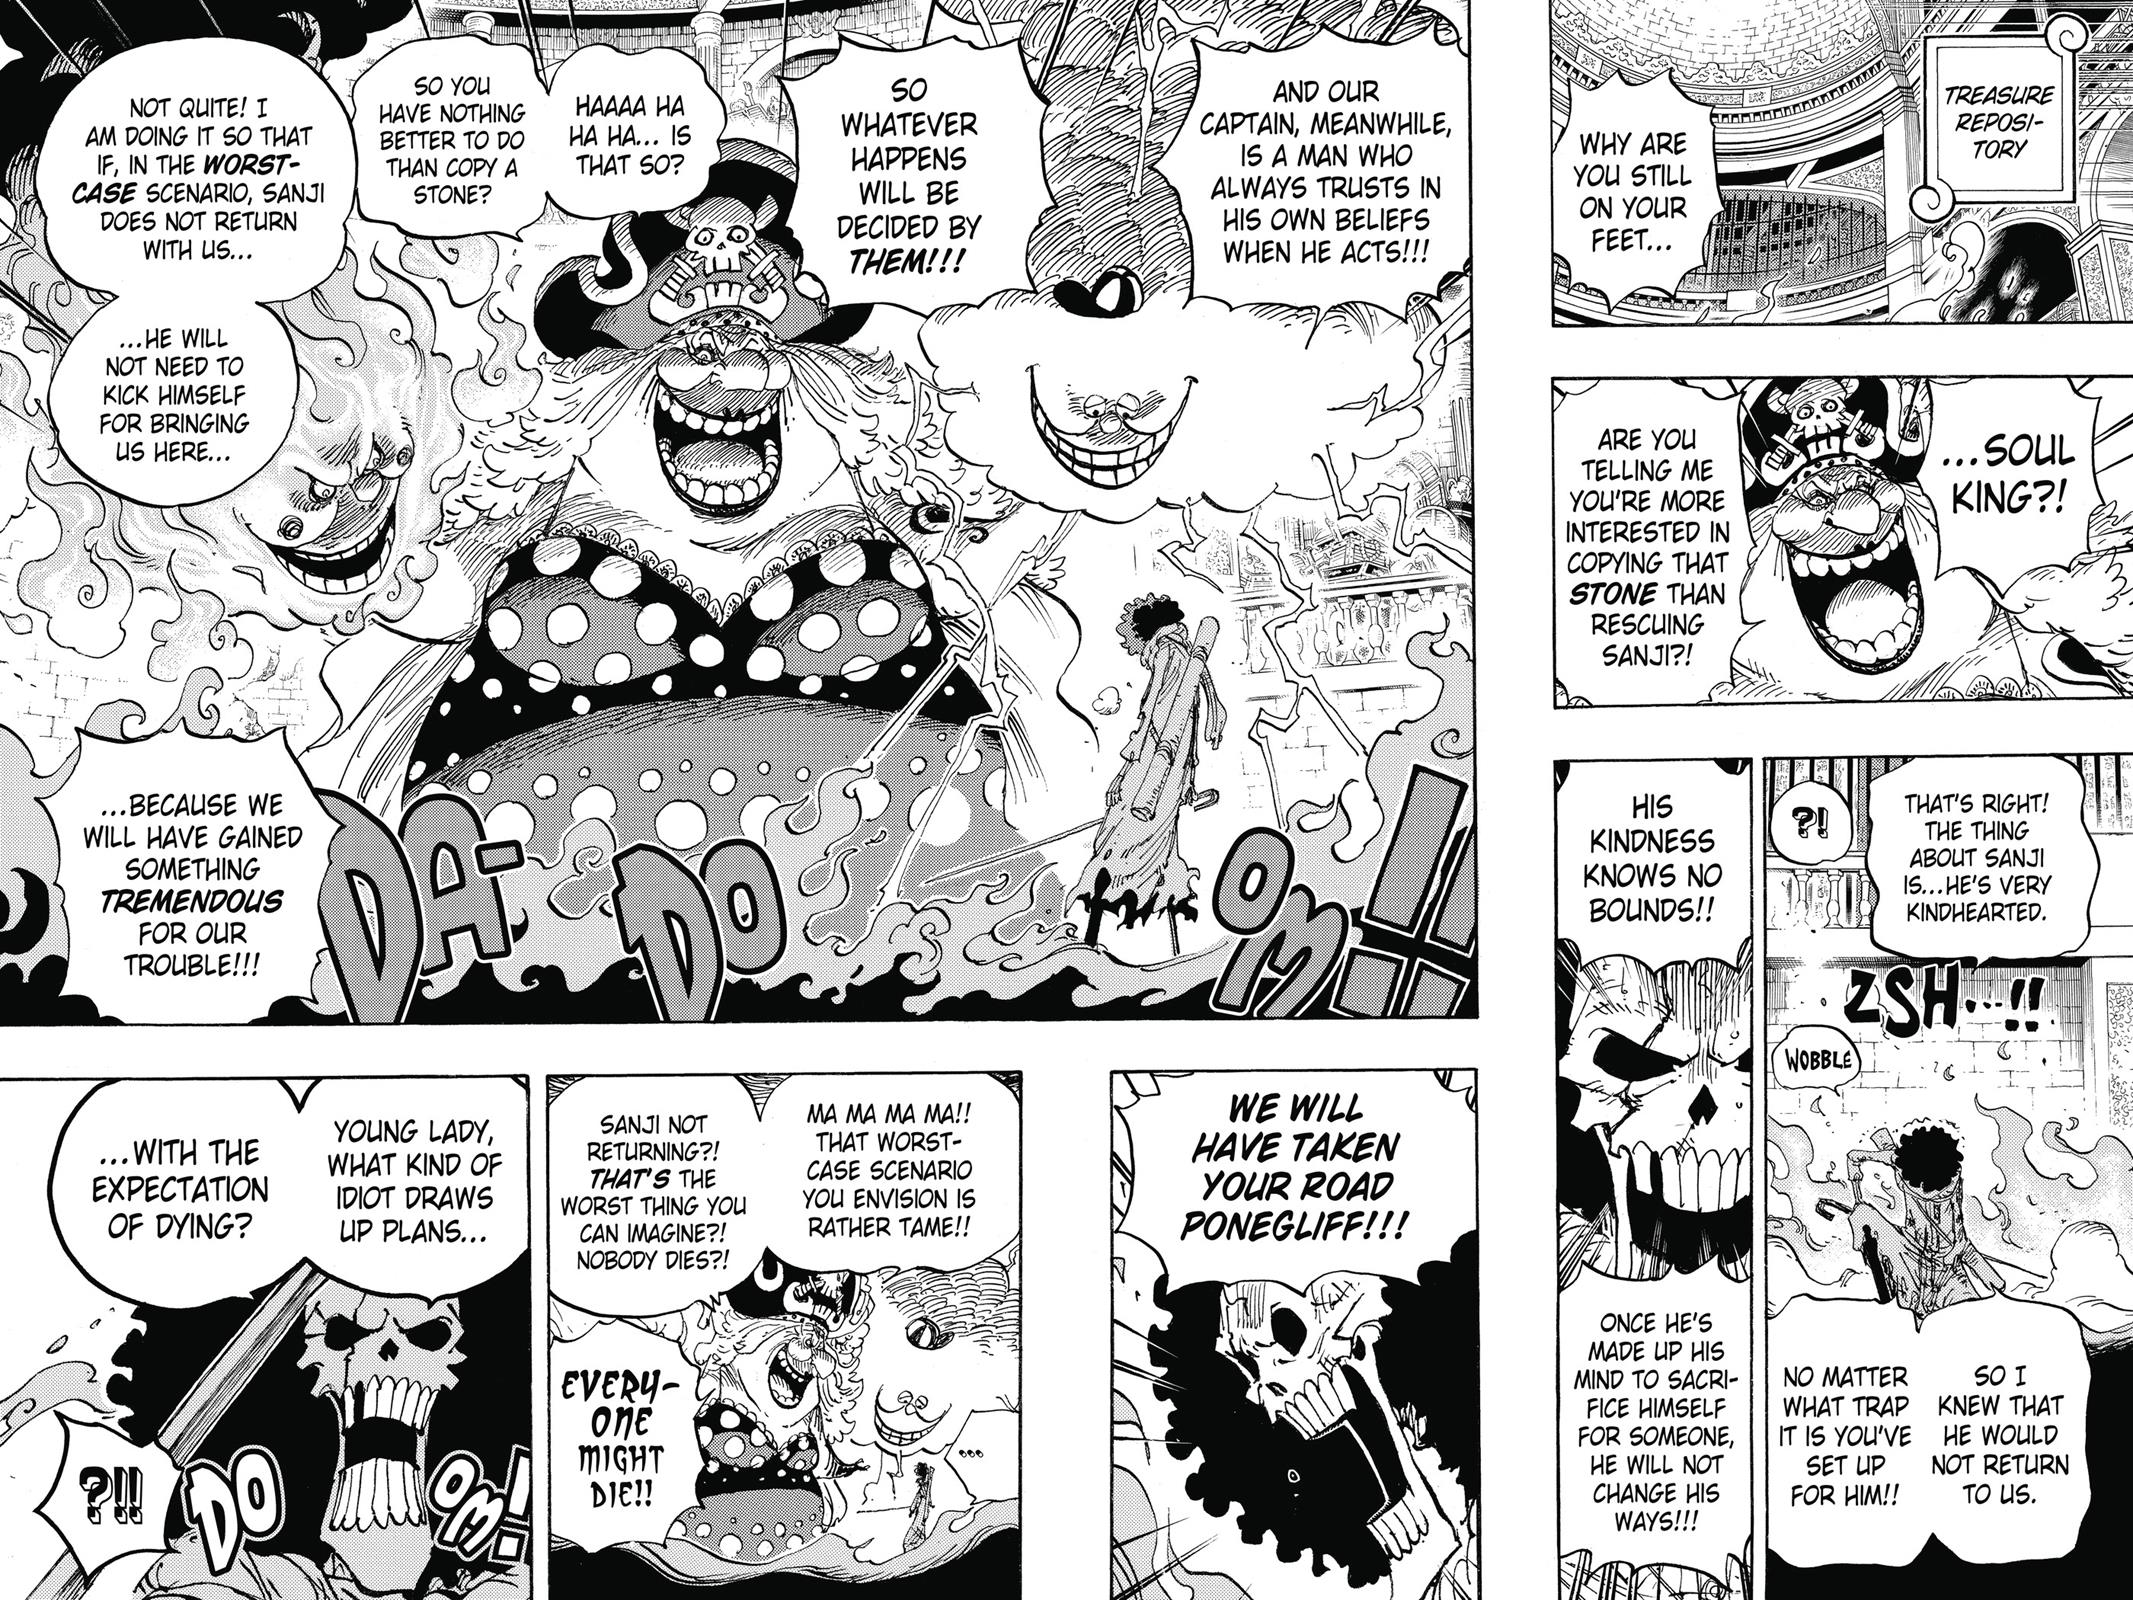 TREASURE
REPOSI-
TORY
WHY ARE
YOU STILL
ON YOUR
FEET...
...SOUL
KING?!
ARE YOU
TELLING ME
YOU'RE MORE
INTERESTED IN
COPYING THAT
STONE THAN
RESCUING
SANJI?!
THAT'S RIGHT!
THE THING
ABOUT SANJI
IS...HE'S VERY
KINDHEARTED.
?!
ZSH...!!
WOBBLE
SO I
KNEW THAT
HE WOULD
NOT RETURN
TO US.
NO MATTER
WHAT TRAP
IT IS YOU'VE
SET UP
FOR HIM!!
HIS
KINDNESS
KNOWS NO
BOUNDS!!
ONCE HE'S
MADE UP HIS
MIND TO SACRI-
FICE HIMSELF
FOR SOMEONE,
HE WILL NOT
CHANGE HIS
WAYS!!!
AND OUR
CAPTAIN, MEANWHILE,
IS A MAN WHO
ALWAYS TRUSTS IN
HIS OWN BELIEFS
WHEN HE ACTS!!!
SO
WHATEVER
HAPPENS
WILL BE
DECIDED BY
THEM!!!
HAAAA HA
HA HA... IS
THAT SO?
SO YOU
HAVE NOTHING
BETTER TO DO
THAN COPY A
STONE?
NOT QUITE! I
AM DOING IT SO THAT
IF, IN THE WORST-
CASE SCENARIO, SANJI
DOES NOT RETURN
WITH US...
...HE WILL
NOT NEED TO
KICK HIMSELF
FOR BRINGING
US HERE...
...BECAUSE WE
WILL HAVE GAINED
SOMETHING
TREMENDOUS
FOR OUR
TROUBLE!!!
DA-
DO
OM!!
WE WILL
HAVE TAKEN
YOUR ROAD
PONEGLIFF!!!
MA MA MA MA!!
THAT WORST-
CASE SCENARIO
YOU ENVISION IS
RATHER TAME!!
SANJI NOT
RETURNING?!
THAT'S THE
WORST THING YOU
CAN IMAGINE?!
NOBODY DIES?!
...
EVERY-
ONE
MIGHT
DIE!!
YOUNG LADY,
WHAT KIND OF
IDIOT DRAWS
UP PLANS...
...WITH THE
EXPECTATION
OF DYING?
?!!
DO
OM!